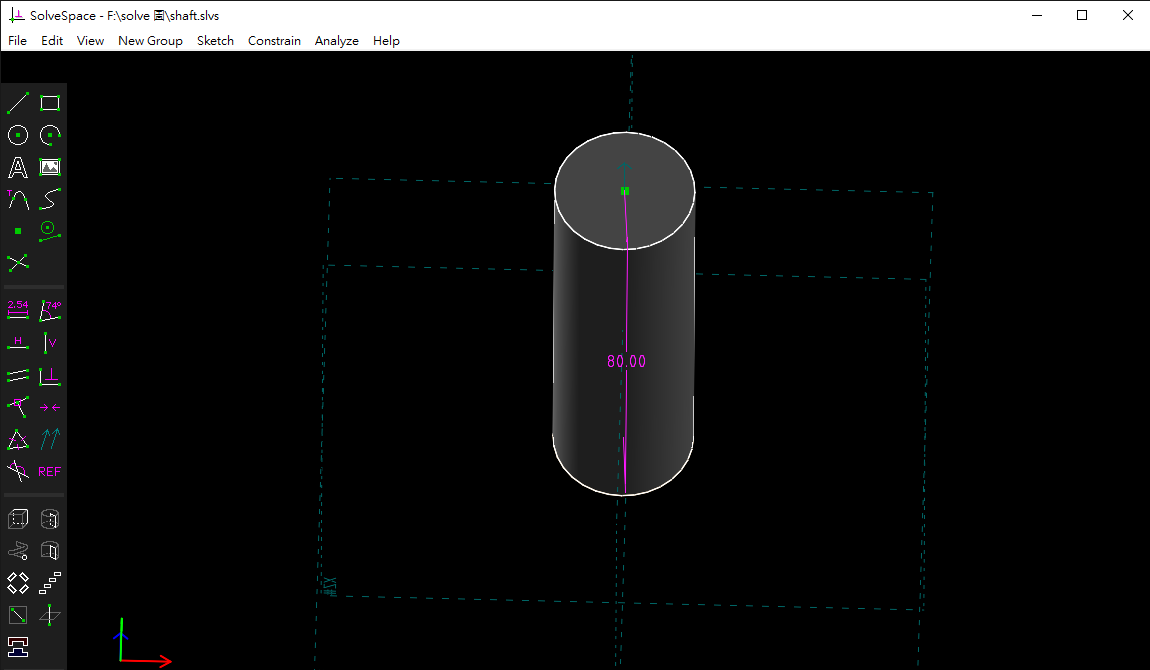 SolveSpace - F:\solve 圖\shaft.slvs
File Edit View New Group Sketch Constrain Analyze Help
A
T
2.54 74°
H V
REF
80.00
#XZ